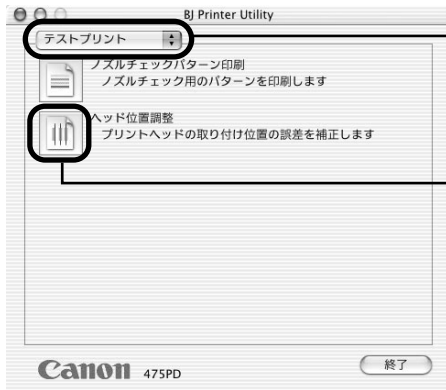 BJ Printer Utility
テストプリント
ノズルチェックパターン印刷
ノズルチェック用のパターンを印刷します
ヘッド位置調整
プリントヘッドの取り付け位置の誤差を補正します
Canon 475PD
終了